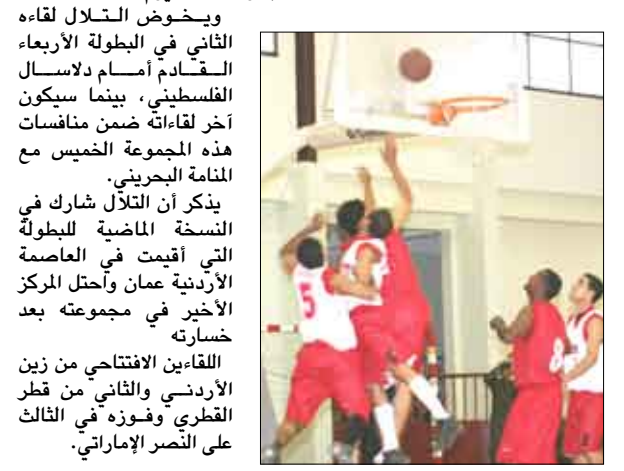 ويخوض التلال لقاءه
الثاني في البطولة الأربعاء
القادم أمام دلاسال
الفلسطيني، بينما سيكون
آخر لقاءاته ضمن منافسات
هذه المجموعة الخميس مع
المنامة البحريني.
يذكر أن التلال شارك في
النسخة الماضية للبطولة
التي أقيمت في العاصمة
الأردنية عمان واحتل المركز
الأخير في مجموعته بعد
خسارته
اللقاءين الافتتاحي من زين
الأردني والثاني من قطر
القطري وفوزه في الثالث
على النصر الإماراتي.
5
8